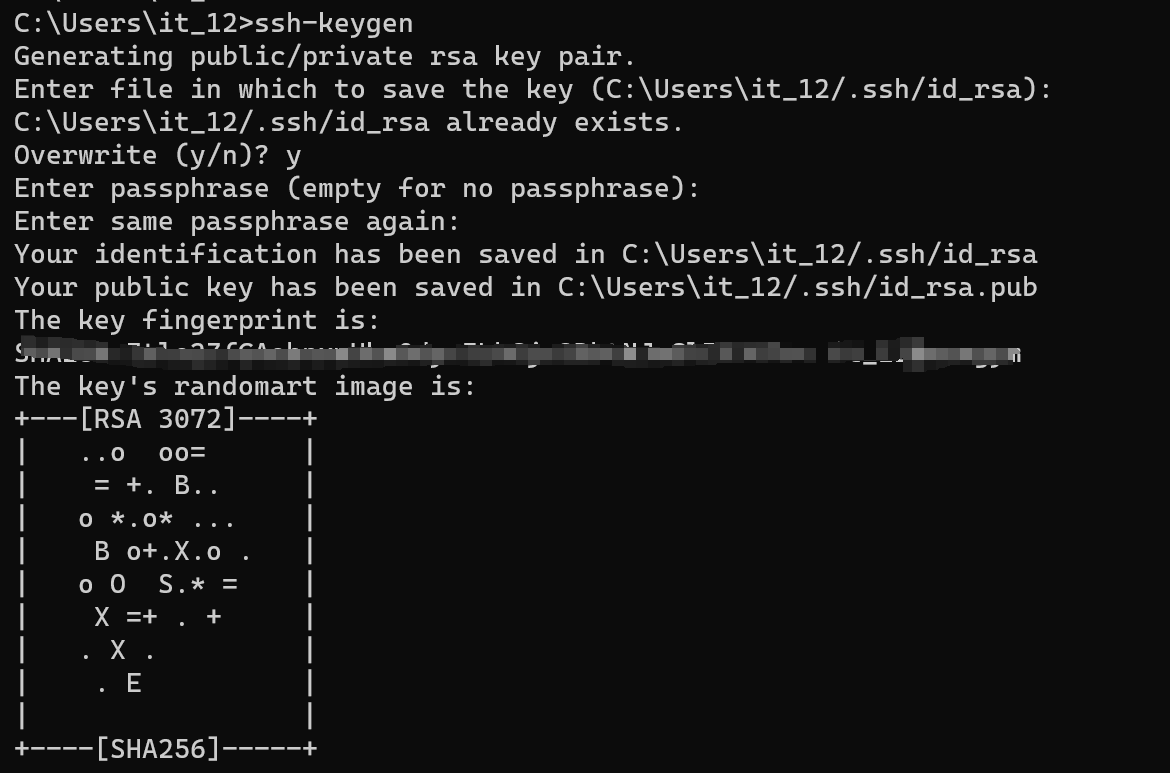 C:\Users\it_12>ssh-keygen
Generating public/private rsa key pair.
Enter file in which to save the key (C:\Users\it_12/.ssh/id_rsa):
C:\Users\it_12/.ssh/id_rsa already exists.
Overwrite (y/n)? y
Enter passphrase (empty for no passphrase):
Enter same passphrase again:
Your identification has been saved in C:\Users\it_12/.ssh/id_rsa
Your public key has been saved in C:\Users\it_12/.ssh/id_rsa.pub
The key fingerprint is:
The key's randomart image is:
+---[RSA 3072]----+
|   ..o  oo=      |
|    = +. B..     |
|   o *.o* ...    |
|    B o+.X.o .   |
|   o O  S.* =    |
|    X =+ . +     |
|   . X .         |
|    . E          |
|                 |
+----[SHA256]-----+